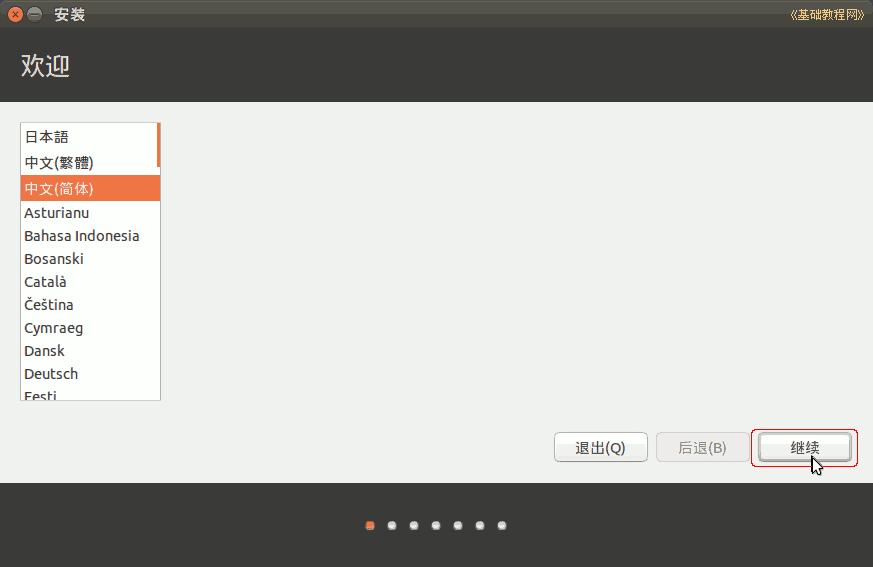 安装
《基础教程网》
欢迎
日本語
中文(繁體)
中文(简体)
Asturianu
Bahasa Indonesia
Bosanski
Català
Čeština
Cymraeg
Dansk
Deutsch
Eesti
退出(Q)
后退(B)
继续